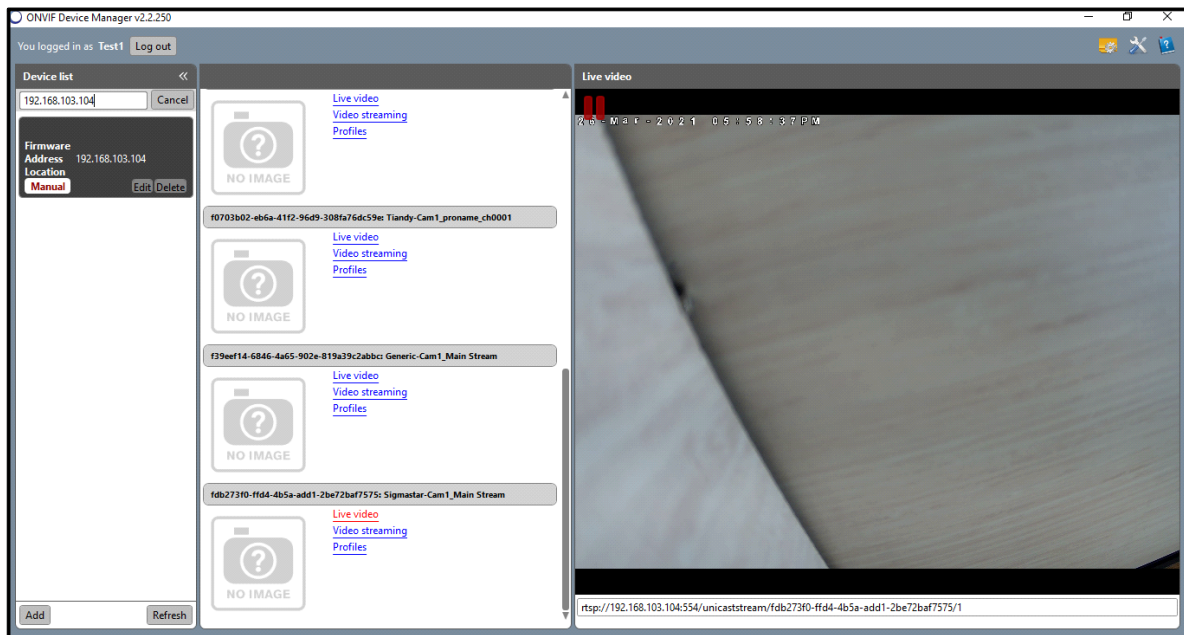 ONVIF Device Manager v2.2.250
You logged in as Test1 Log out
Device list
192.168.103.104 Cancel
Firmware
Address 192.168.103.104
Location
Manual Edit Delete
Add Refresh
Live video
Video streaming
Profiles
NO IMAGE
f0703b02-eb6a-41f2-96d9-308fa76dc59e: Tiandy-Cam1_proname_ch0001
Live video
Video streaming
Profiles
NO IMAGE
f39eef14-6846-4a65-902e-819a39c2abbc: Generic-Cam1_Main Stream
Live video
Video streaming
Profiles
NO IMAGE
fdb273f0-ffd4-4b5a-add1-2be72baf7575: Sigmastar-Cam1_Main Stream
Live video
Video streaming
Profiles
NO IMAGE
Live video
26-Mar-2021 05:58:37PM
rtsp://192.168.103.104:554/unicaststream/fdb273f0-ffd4-4b5a-add1-2be72baf7575/1